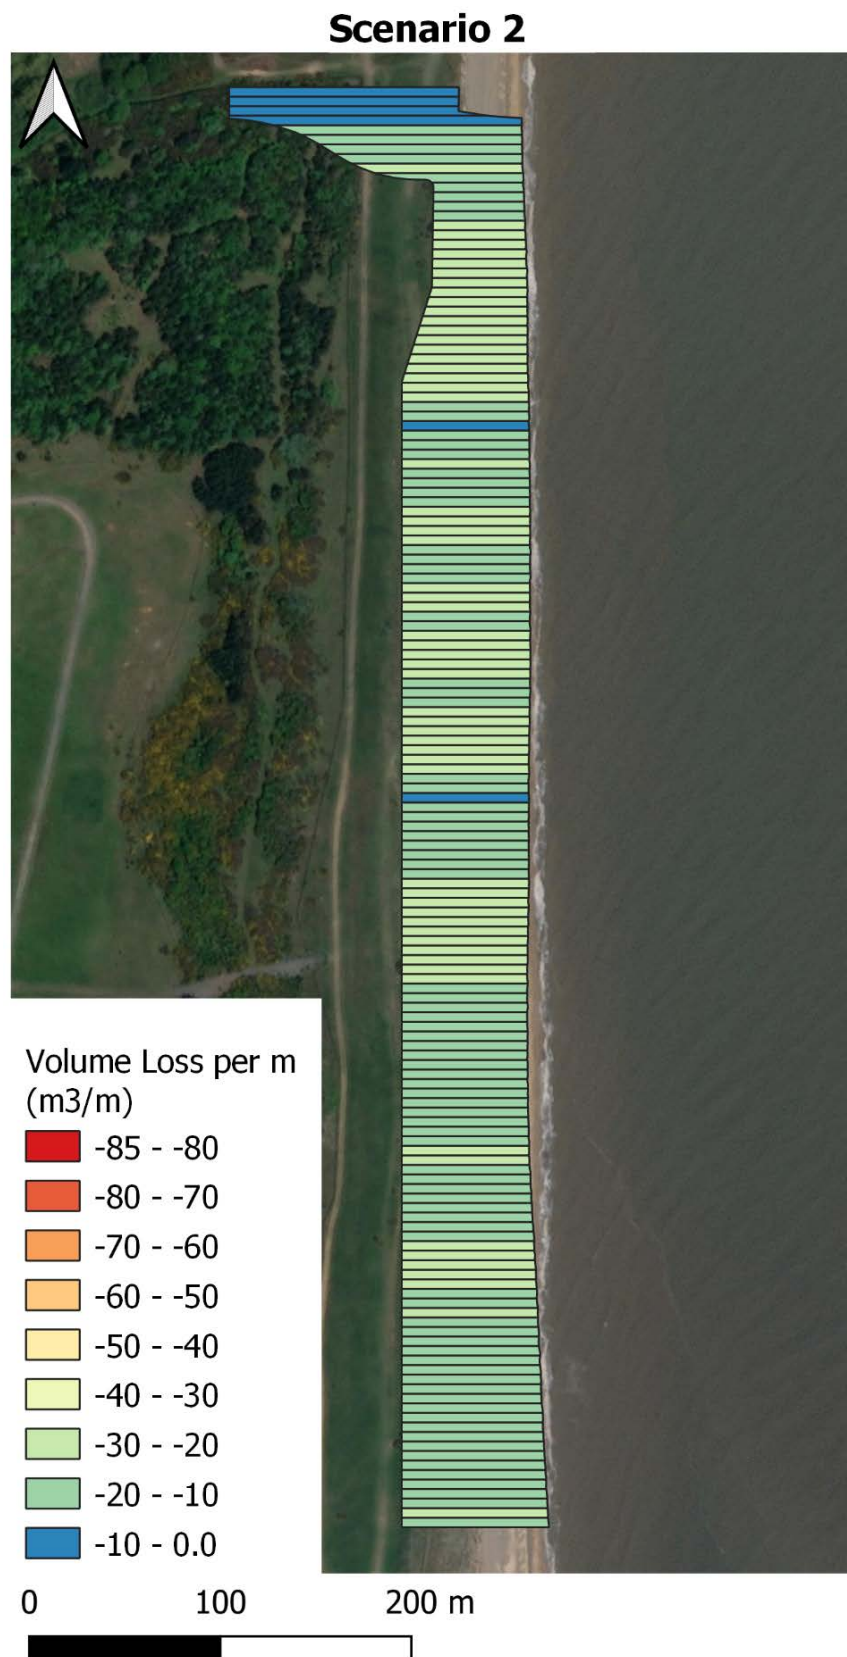 Scenario 2
Volume Loss per m
(m3/m)
-85 - -80
-80 - -70
-70 - -60
-60 - -50
-50 - -40
-40 - -30
-30 - -20
-20 - -10
-10 - 0.0
0 100 200 m